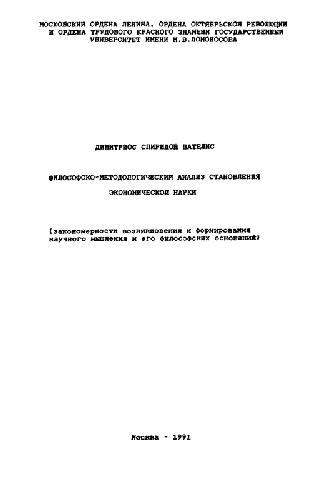 МОСКОВСКИЙ ОРДЕНА ЛЕНИНА, ОРДЕНА ОКТЯБРЬСКОЙ РЕВОЛЮЦИИ
И ОРДЕНА ТРУДОВОГО КРАСНОГО ЗНАМЕНИ ГОСУДАРСТВЕННЫЙ
УНИВЕРСИТЕТ ИМЕНИ М.В.ЛОМОНОСОВА
ДИМИТРИОС СПИРИДОН ПАТЕЛИС
ФИЛОСОФСКО-МЕТОДОЛОГИЧЕСКИЙ АНАЛИЗ СТАНОВЛЕНИЯ
ЭКОНОМИЧЕСКОЙ НАУКИ
(закономерности возникновения и формирования
научного мышления и его философских оснований)
Москва - 1991